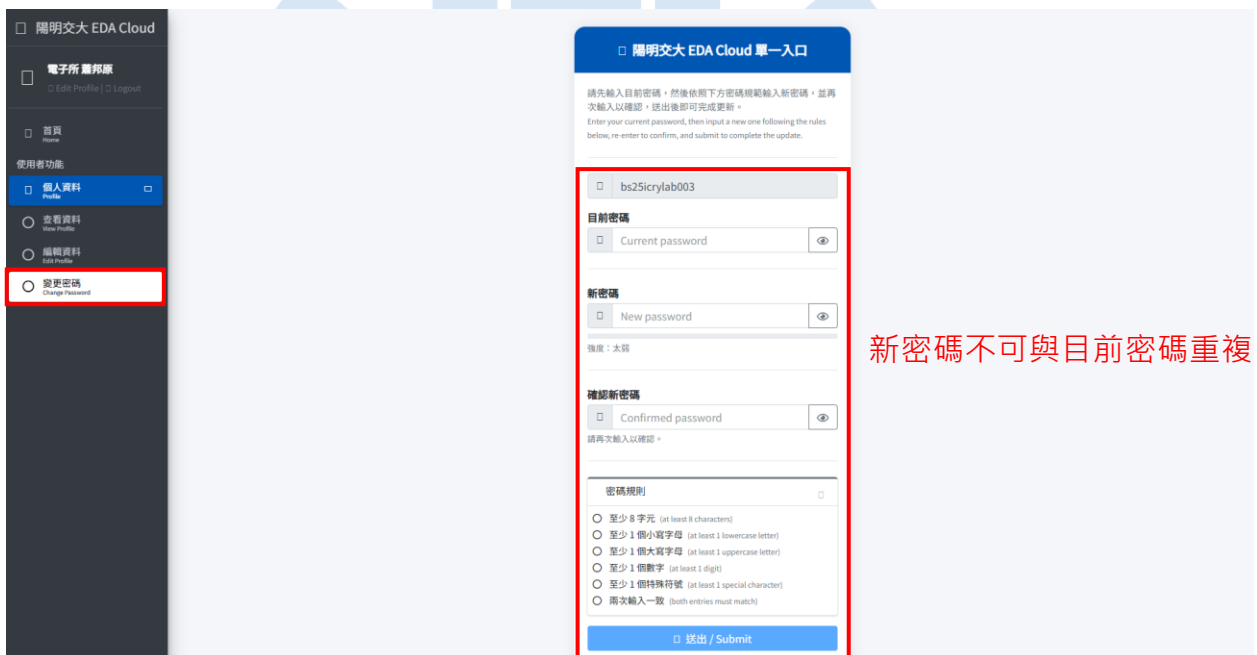 陽明交大 EDA Cloud
電子所 蕭邦原
Edit Profile | Logout
首頁
Home
使用者功能
個人資料
Profile
查看資料
View Profile
編輯資料
Edit Profile
變更密碼
Change Password
陽明交大 EDA Cloud 單一入口
請先輸入目前密碼，然後依照下方密碼規範輸入新密碼，並再
次輸入以確認，送出後即可完成更新。
Enter your current password, then input a new one following the rules
below, re-enter to confirm, and submit to complete the update.
bs25icrylab003
目前密碼
Current password
新密碼
New password
強度：太弱
確認新密碼
Confirmed password
請再次輸入以確認。
密碼規則
至少 8 字元 (at least 8 characters)
至少 1 個小寫字母 (at least 1 lowercase letter)
至少 1 個大寫字母 (at least 1 uppercase letter)
至少 1 個數字 (at least 1 digit)
至少 1 個特殊符號 (at least 1 special character)
兩次輸入一致 (both entries must match)
送出 / Submit
新密碼不可與目前密碼重複